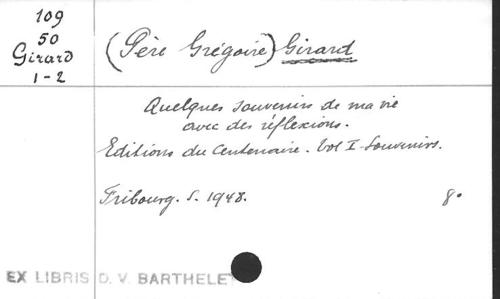 109
50
Girard
1-2
(Père Grégoire) Girard
Quelques souvenirs de ma vie
avec des réflexions.
Editions du Centenaire. Vol I Souvenirs.
Fribourg. S. 1948. 8°
EX LIBRIS D. V. BARTHELE